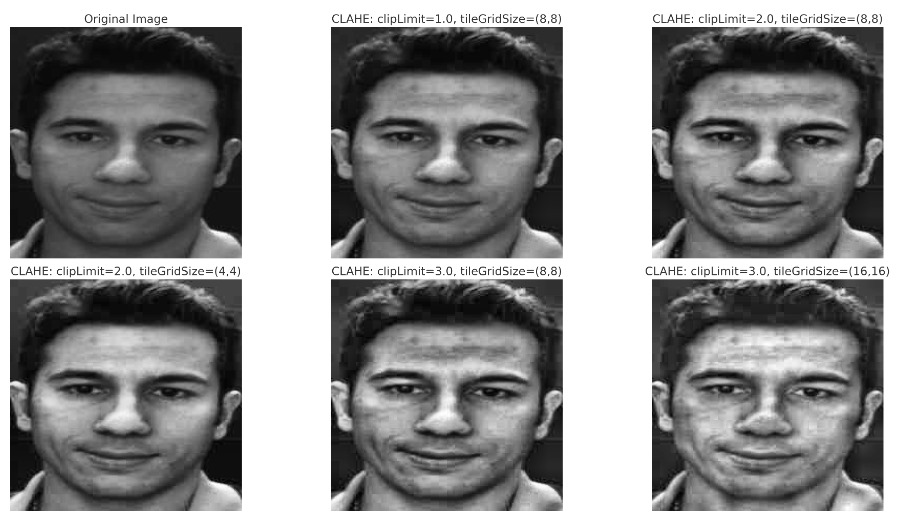 Original Image
CLAHE: clipLimit=1.0, tileGridSize=(8,8)
CLAHE: clipLimit=2.0, tileGridSize=(8,8)
CLAHE: clipLimit=2.0, tileGridSize=(4,4)
CLAHE: clipLimit=3.0, tileGridSize=(8,8)
CLAHE: clipLimit=3.0, tileGridSize=(16,16)